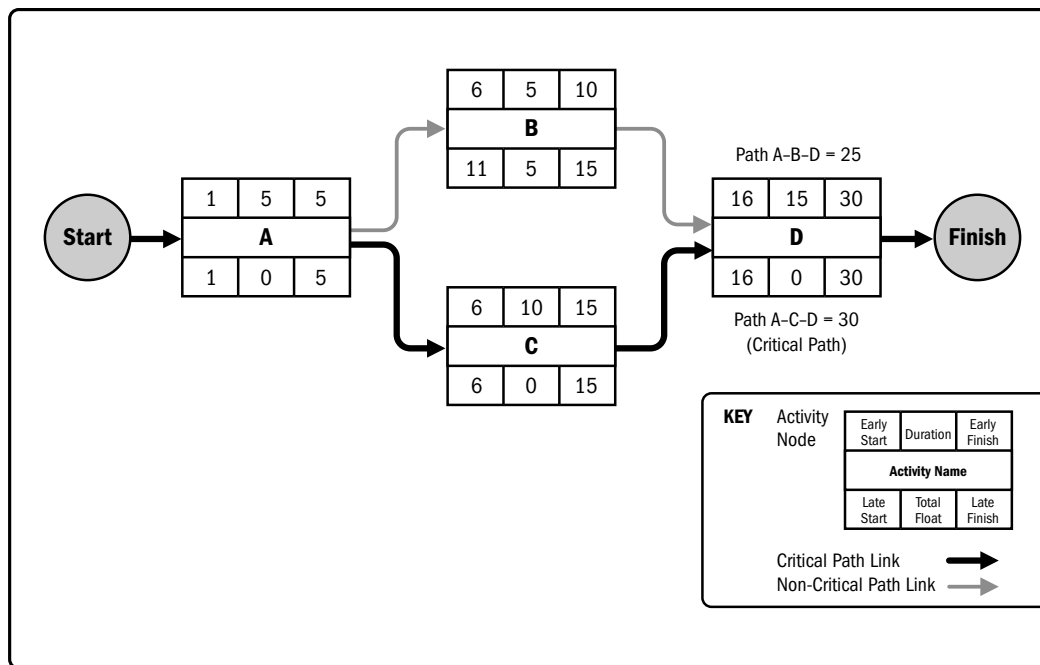 6 5 10
B
11 5 15
Path A–B–D = 25
1 5 5
A
1 0 5
Start
16 15 30
D
16 0 30
Finish
6 10 15
C
6 0 15
Path A–C–D = 30
(Critical Path)
KEY
Activity
Node
Early
Start
Duration
Early
Finish
Activity Name
Late
Start
Total
Float
Late
Finish
Critical Path Link
Non-Critical Path Link